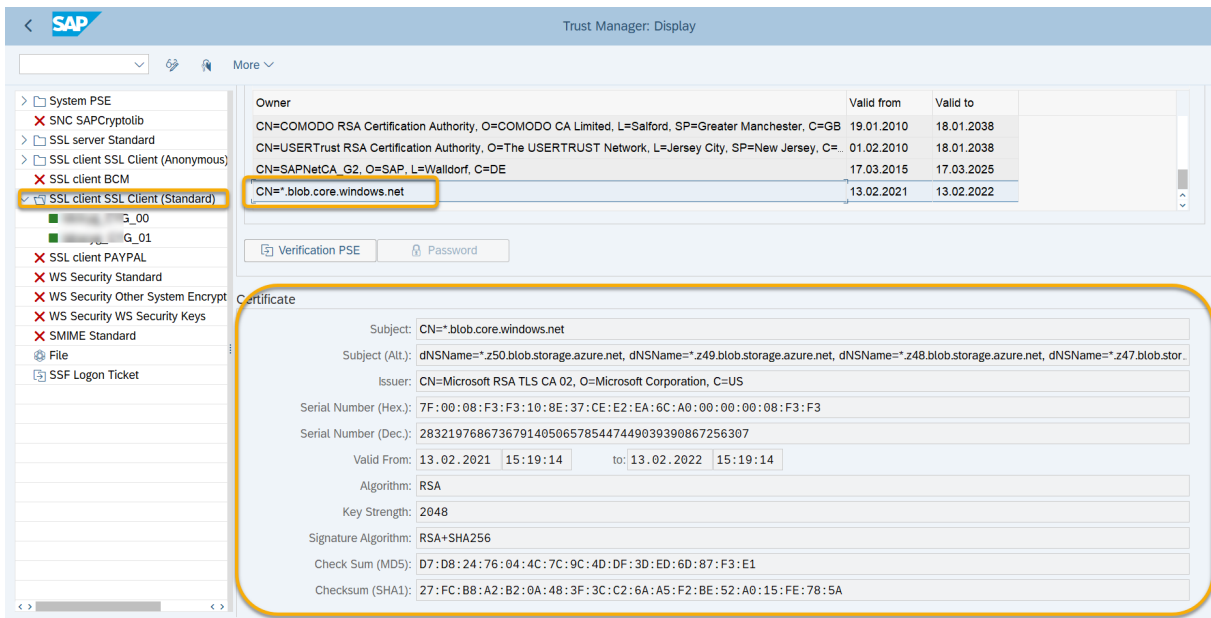 SAP
Trust Manager: Display
More
System PSE
SNC SAPCryptolib
SSL server Standard
SSL client SSL Client (Anonymous)
SSL client BCM
SSL client SSL Client (Standard)
G_00
G_01
SSL client PAYPAL
WS Security Standard
WS Security Other System Encrypt
WS Security WS Security Keys
SMIME Standard
File
SSF Logon Ticket
Owner Valid from Valid to
CN=COMODO RSA Certification Authority, O=COMODO CA Limited, L=Salford, SP=Greater Manchester, C=GB 19.01.2010 18.01.2038
CN=USERTrust RSA Certification Authority, O=The USERTRUST Network, L=Jersey City, SP=New Jersey, C=.. 01.02.2010 18.01.2038
CN=SAPNetCA_G2, O=SAP, L=Walldorf, C=DE 17.03.2015 17.03.2025
CN=*.blob.core.windows.net 13.02.2021 13.02.2022
Verification PSE Password
Certificate
Subject: CN=*.blob.core.windows.net
Subject (Alt.): dNSName=*.z50.blob.storage.azure.net, dNSName=*.z49.blob.storage.azure.net, dNSName=*.z48.blob.storage.azure.net, dNSName=*.z47.blob.stor..
Issuer: CN=Microsoft RSA TLS CA 02, O=Microsoft Corporation, C=US
Serial Number (Hex.): 7F:00:08:F3:F3:10:8E:37:CE:E2:EA:6C:A0:00:00:00:08:F3:F3
Serial Number (Dec.): 2832197686736791405065785447449039390867256307
Valid From: 13.02.2021 15:19:14 to: 13.02.2022 15:19:14
Algorithm: RSA
Key Strength: 2048
Signature Algorithm: RSA+SHA256
Check Sum (MD5): D7:D8:24:76:04:4C:7C:9C:4D:DF:3D:ED:6D:87:F3:E1
Checksum (SHA1): 27:FC:B8:A2:B2:0A:48:3F:3C:C2:6A:A5:F2:BE:52:A0:15:FE:78:5A